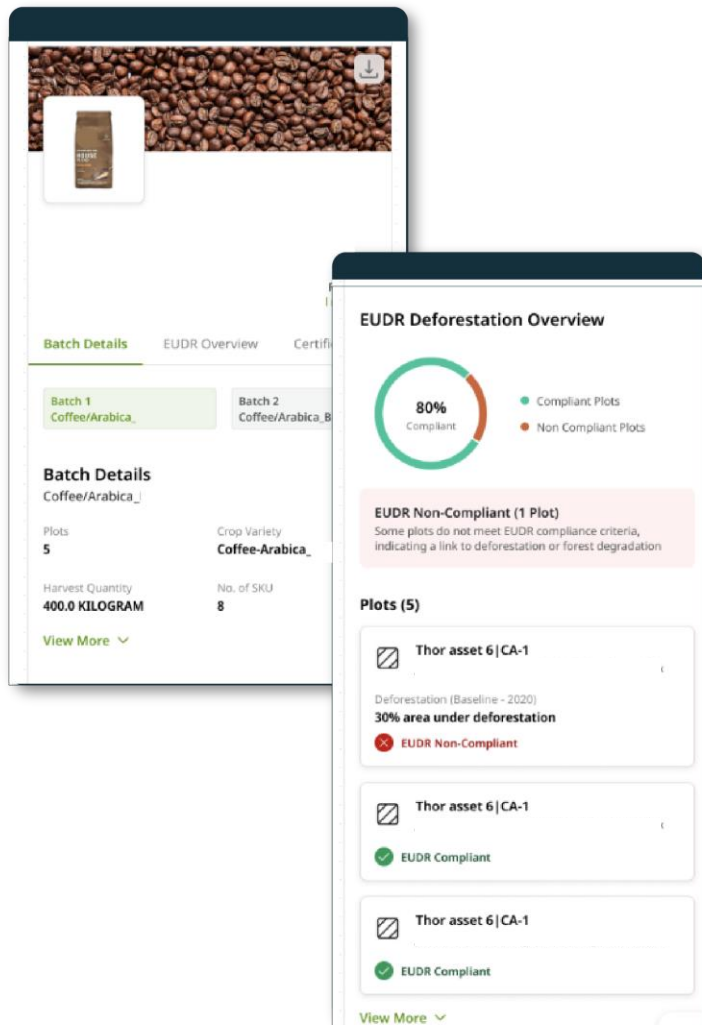 HOUSE
Batch Details
EUDR Overview
Certifi
Batch 1
Coffee/Arabica_
Batch 2
Coffee/Arabica_B
Batch Details
Coffee/Arabica_
Plots
5
Crop Variety
Coffee-Arabica_
Harvest Quantity
400.0 KILOGRAM
No. of SKU
8
View More
EUDR Deforestation Overview
80%
Compliant
Compliant Plots
Non Compliant Plots
EUDR Non-Compliant (1 Plot)
Some plots do not meet EUDR compliance criteria,
indicating a link to deforestation or forest degradation
Plots (5)
Thor asset 6|CA-1
Deforestation (Baseline - 2020)
30% area under deforestation
EUDR Non-Compliant
Thor asset 6|CA-1
EUDR Compliant
Thor asset 6|CA-1
EUDR Compliant
View More